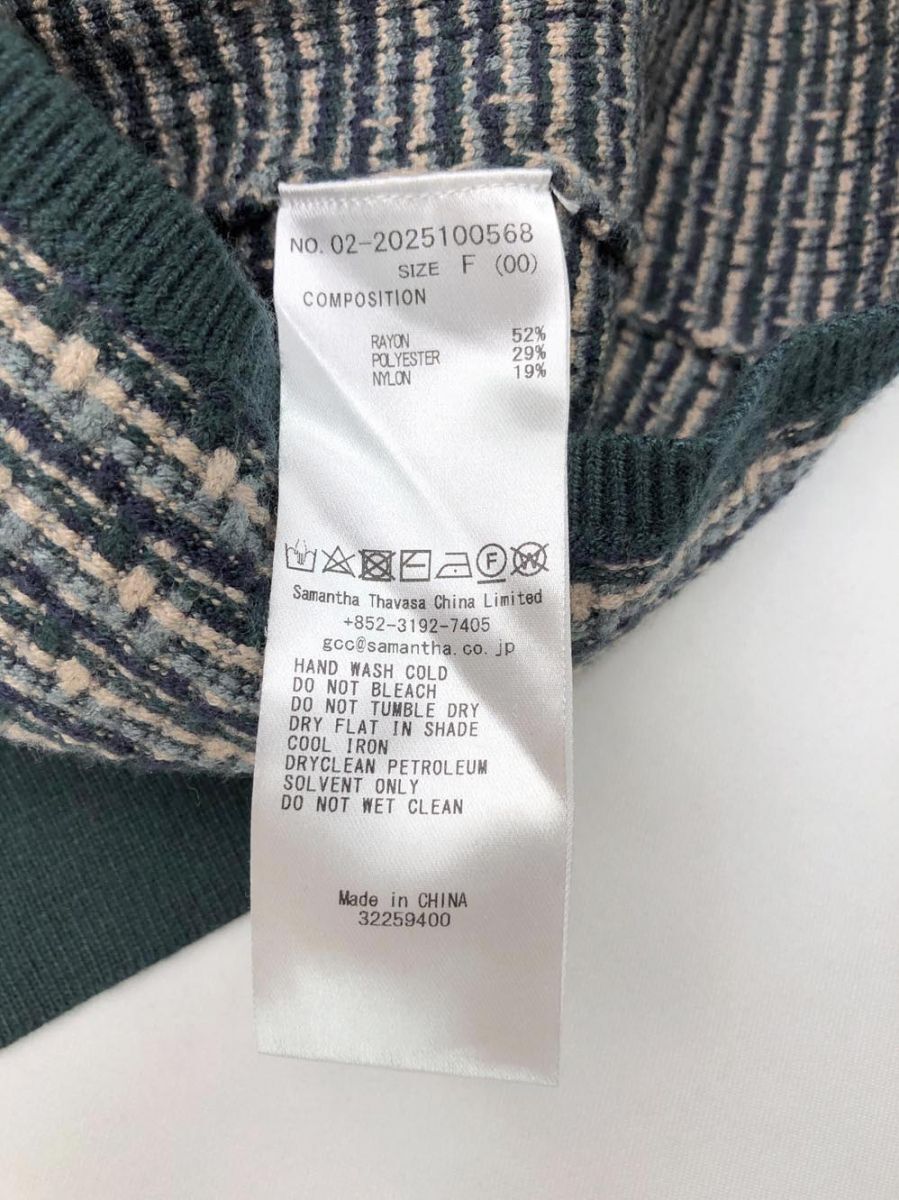 NO. 02-2025100568
SIZE F (00)
COMPOSITION
RAYON 52%
POLYESTER 29%
NYLON 19%
F W
Samantha Thavasa China Limited
+852-3192-7405
gcc@samantha.co.jp
HAND WASH COLD
DO NOT BLEACH
DO NOT TUMBLE DRY
DRY FLAT IN SHADE
COOL IRON
DRYCLEAN PETROLEUM
SOLVENT ONLY
DO NOT WET CLEAN
Made in CHINA
32259400